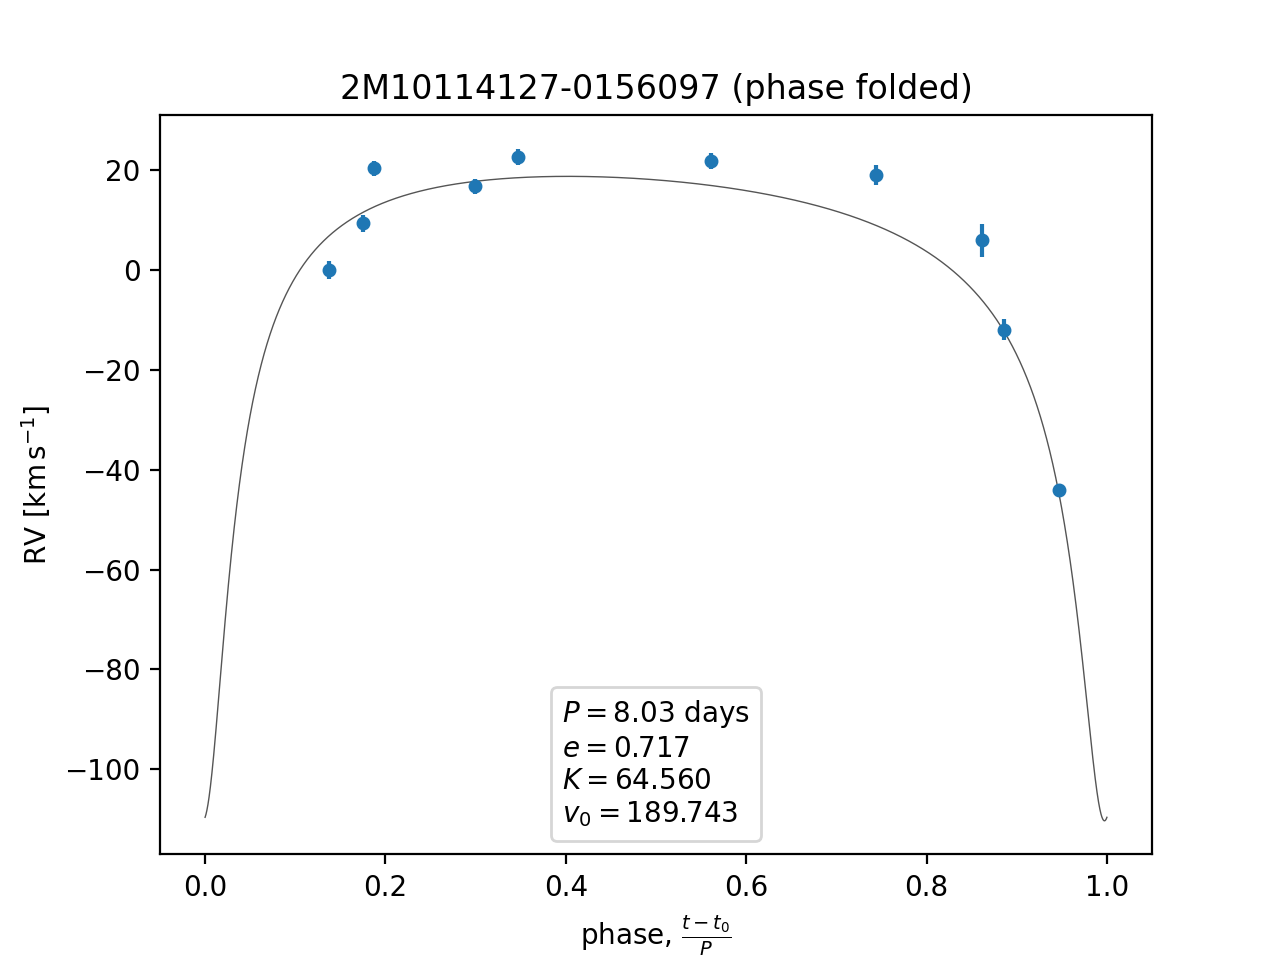 2M10114127-0156097 (phase folded)
RV [km s⁻¹]
20
0
−20
−40
−60
−80
−100
P = 8.03 days
e = 0.717
K = 64.560
v₀ = 189.743
0.0 0.2 0.4 0.6 0.8 1.0
phase, (t − t₀)/P